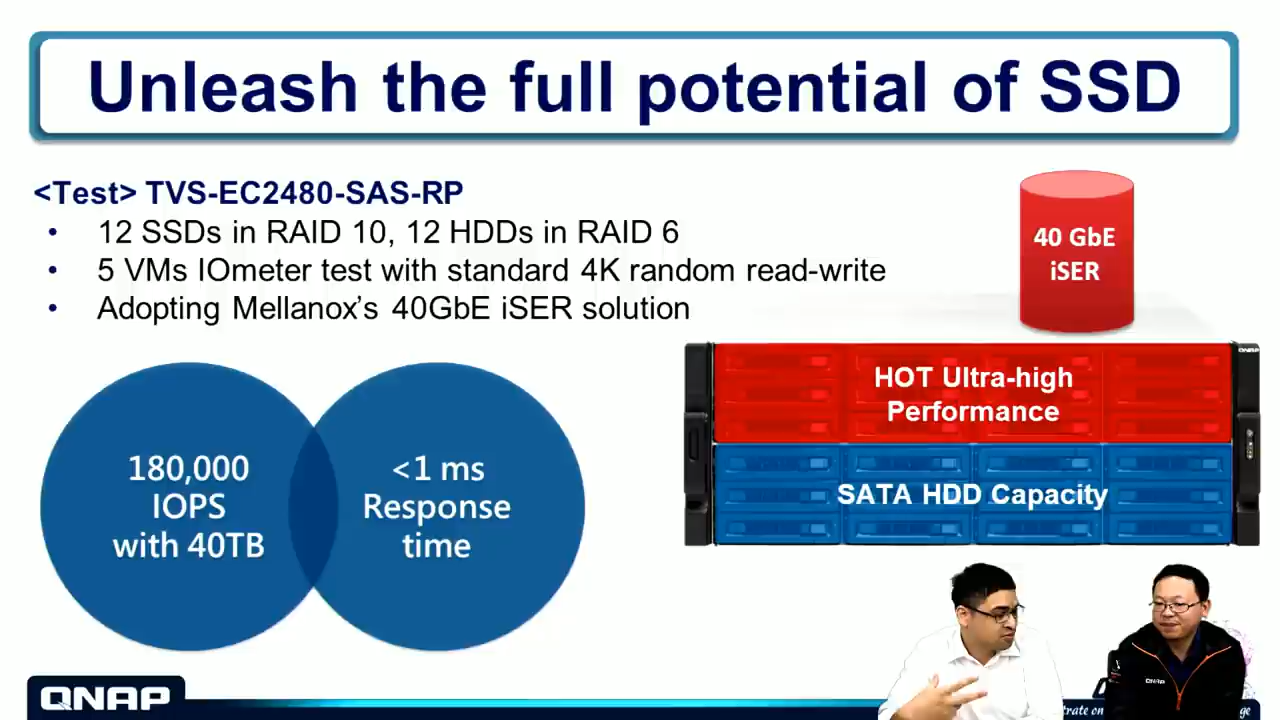 Unleash the full potential of SSD
<Test> TVS-EC2480-SAS-RP
• 12 SSDs in RAID 10, 12 HDDs in RAID 6
• 5 VMs IOmeter test with standard 4K random read-write
• Adopting Mellanox's 40GbE iSER solution
40 GbE
iSER
QNAP
HOT Ultra-high
Performance
SATA HDD Capacity
180,000
IOPS
with 40TB
<1 ms
Response
time
QNAP
QNAP